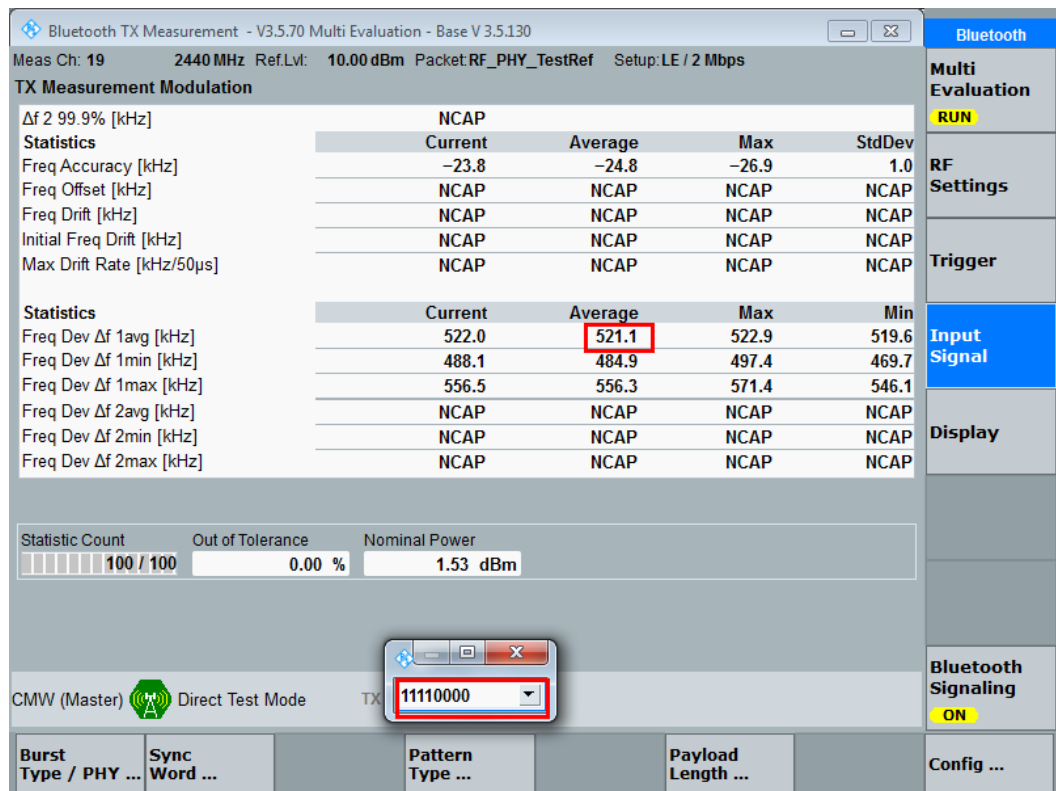 Bluetooth TX Measurement - V3.5.70 Multi Evaluation - Base V 3.5.130
Bluetooth
Meas Ch: 19 2440 MHz Ref.Lvl: 10.00 dBm Packet: RF_PHY_TestRef Setup: LE / 2 Mbps
TX Measurement Modulation
Multi
Evaluation
RUN
Δf 2 99.9% [kHz] NCAP
Statistics Current Average Max StdDev
Freq Accuracy [kHz] −23.8 −24.8 −26.9 1.0
Freq Offset [kHz] NCAP NCAP NCAP NCAP
Freq Drift [kHz] NCAP NCAP NCAP NCAP
Initial Freq Drift [kHz] NCAP NCAP NCAP NCAP
Max Drift Rate [kHz/50µs] NCAP NCAP NCAP NCAP
RF
Settings
Trigger
Statistics Current Average Max Min
Freq Dev Δf 1avg [kHz] 522.0 521.1 522.9 519.6
Freq Dev Δf 1min [kHz] 488.1 484.9 497.4 469.7
Freq Dev Δf 1max [kHz] 556.5 556.3 571.4 546.1
Freq Dev Δf 2avg [kHz] NCAP NCAP NCAP NCAP
Freq Dev Δf 2min [kHz] NCAP NCAP NCAP NCAP
Freq Dev Δf 2max [kHz] NCAP NCAP NCAP NCAP
Input
Signal
Display
Statistic Count Out of Tolerance Nominal Power
100 / 100 0.00 % 1.53 dBm
11110000
CMW (Master) Direct Test Mode TX
Bluetooth
Signaling
ON
Burst
Type / PHY ...
Sync
Word ...
Pattern
Type ...
Payload
Length ...
Config ...